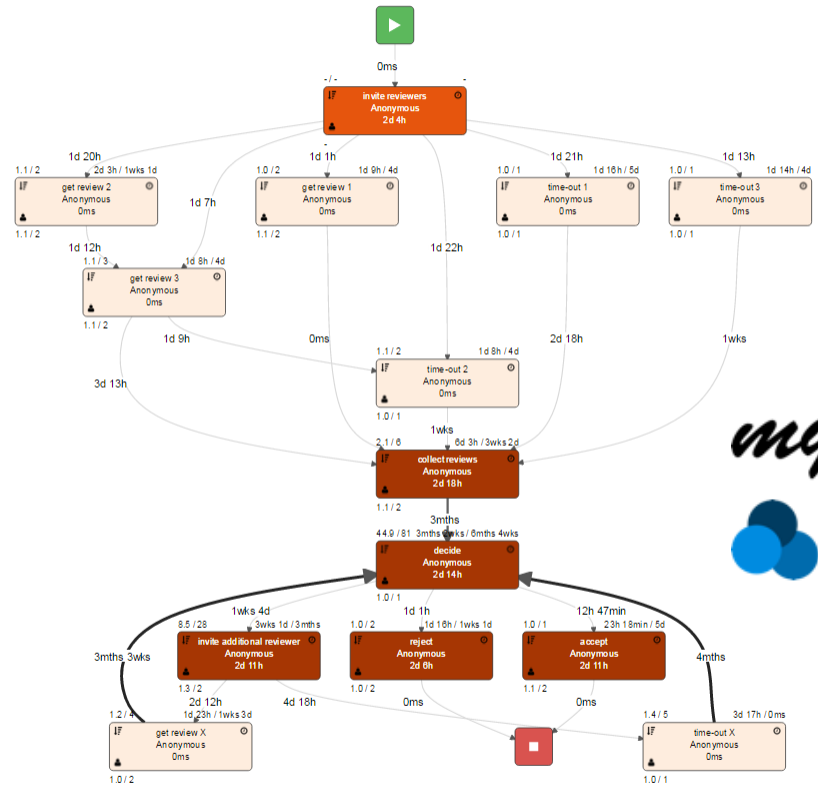 0ms
- / -
-
invite reviewers
Anonymous
2d 4h
-
1d 20h
1d 1h
1d 21h
1d 13h
1.1 / 2
2d 3h / 1wks 1d
1.0 / 2
1d 9h / 4d
1.0 / 1
1d 16h / 5d
1.0 / 1
1d 14h / 4d
get review 2
Anonymous
0ms
get review 1
Anonymous
0ms
time-out 1
Anonymous
0ms
time-out 3
Anonymous
0ms
1d 7h
1.1 / 2
1.1 / 2
1.0 / 1
1.0 / 1
1d 12h
1d 22h
1.1 / 3
1d 8h / 4d
get review 3
Anonymous
0ms
1.1 / 2
1d 9h
0ms
2d 18h
1wks
1.1 / 2
1d 8h / 4d
time-out 2
Anonymous
0ms
3d 13h
1.0 / 1
1wks
2.1 / 6
6d 3h / 3wks 2d
collect reviews
Anonymous
2d 18h
1.1 / 2
3mths
44.9 / 81
3mths / 6mths 4wks
decide
Anonymous
2d 14h
1.0 / 1
1wks 4d
1d 1h
12h 47min
8.5 / 28
3wks 1d / 3mths
1.0 / 2
1d 16h / 1wks 1d
1.0 / 1
23h 18min / 5d
invite additional reviewer
Anonymous
2d 11h
reject
Anonymous
2d 6h
accept
Anonymous
2d 11h
3mths 3wks
4mths
1.3 / 2
1.0 / 2
1.1 / 2
2d 12h
4d 18h
0ms
0ms
1.2 / 4
1d 23h / 1wks 3d
1.4 / 5
3d 17h / 0ms
get review X
Anonymous
0ms
time-out X
Anonymous
0ms
1.0 / 2
1.0 / 1